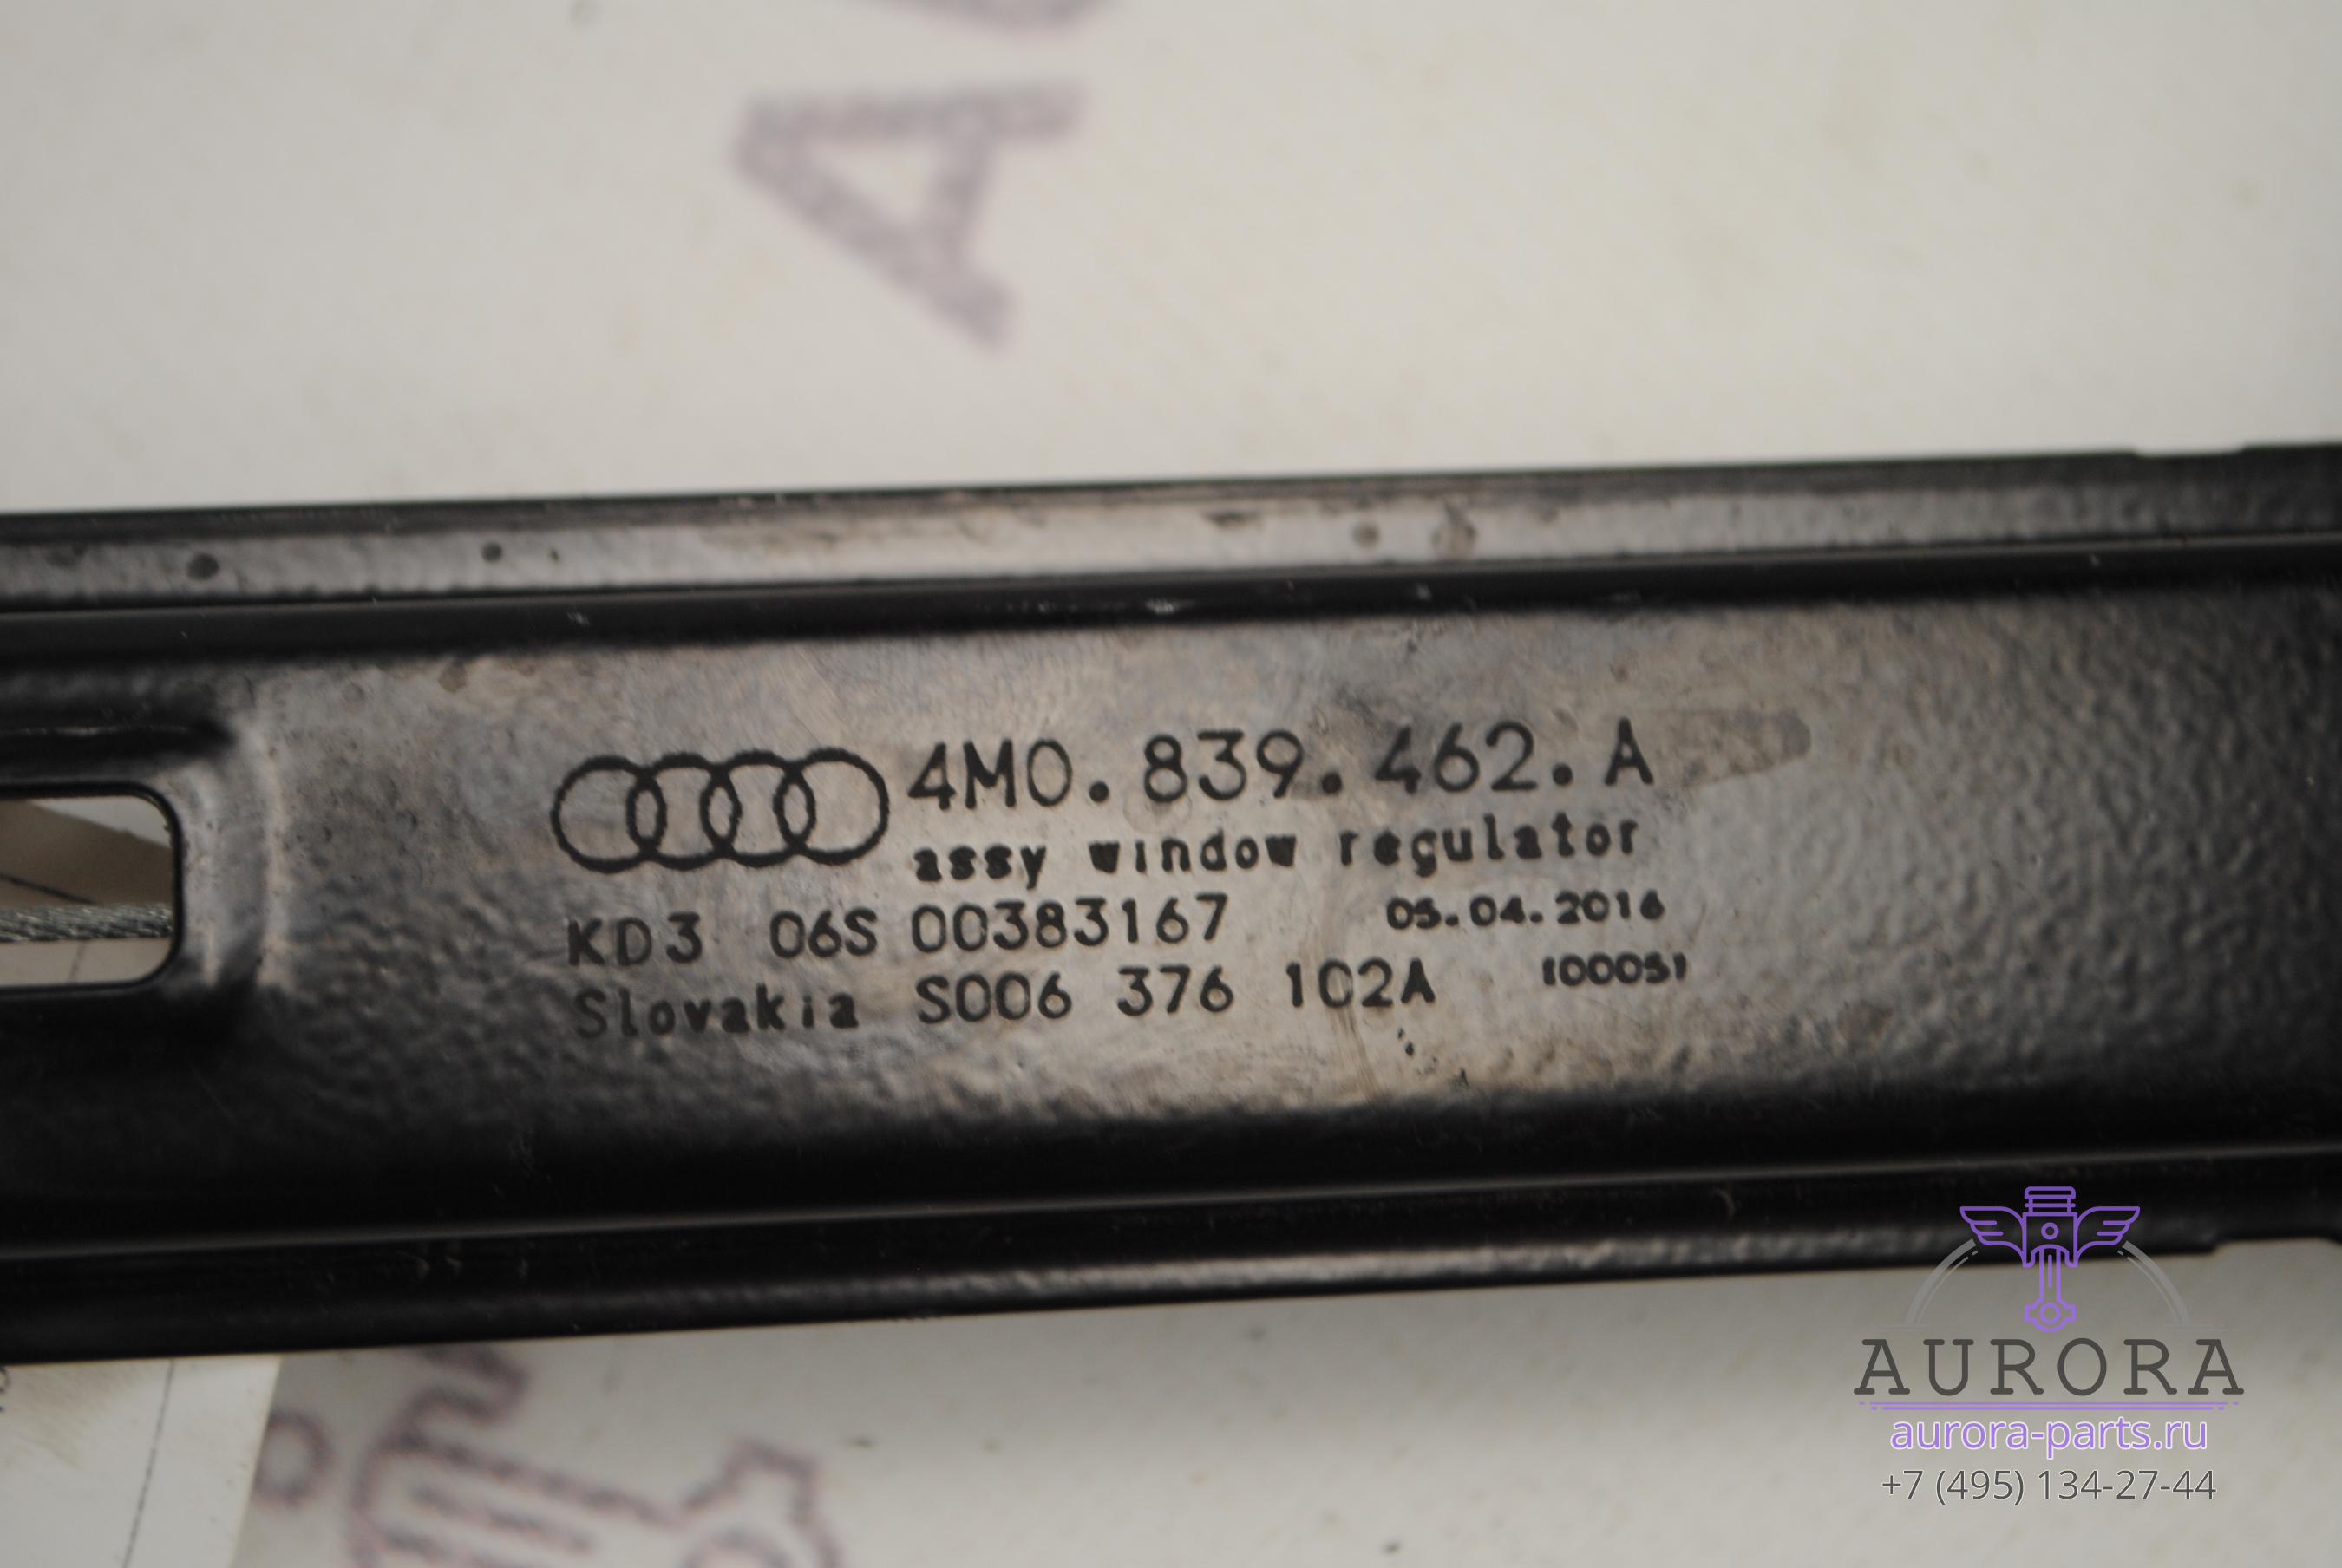 4M0.839.462.A
assy window regulator
KD3 06S 00383167 05.04.2016
Slovakia S006 376 102A
AURORA
aurora-parts.ru
+7 (495) 134-27-44